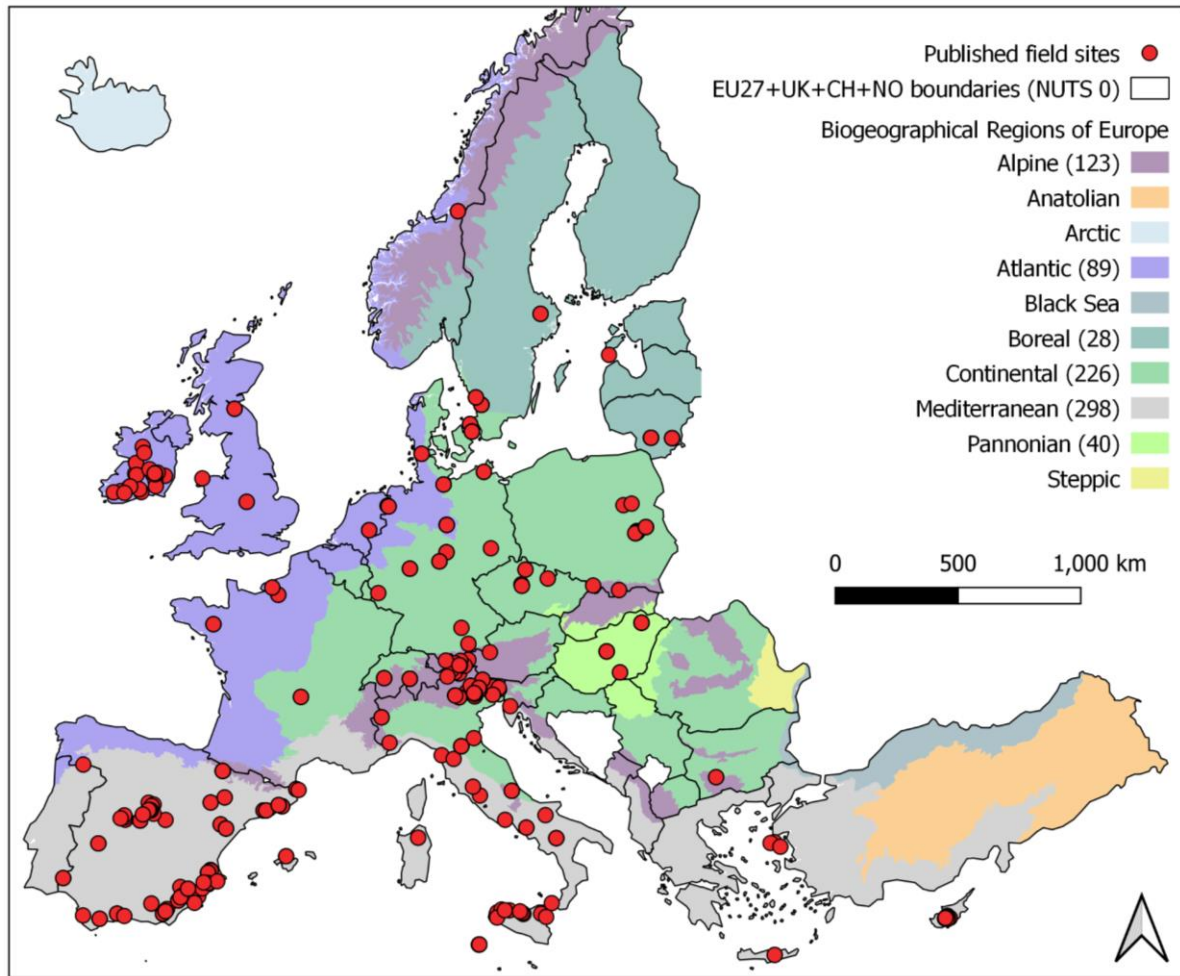 Published field sites
EU27+UK+CH+NO boundaries (NUTS 0)
Biogeographical Regions of Europe
Alpine (123)
Anatolian
Arctic
Atlantic (89)
Black Sea
Boreal (28)
Continental (226)
Mediterranean (298)
Pannonian (40)
Steppic
0 500 1,000 km